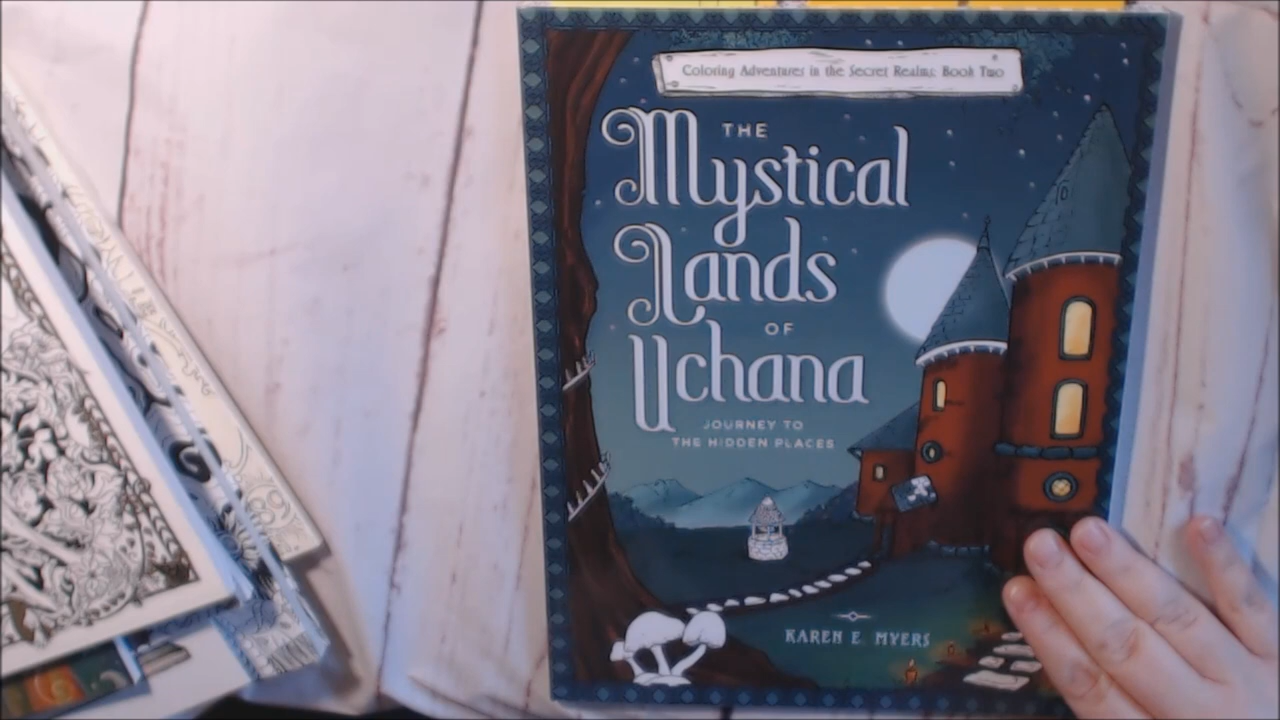 Coloring Adventures in the Secret Realms: Book Two
THE
Mystical
Lands
OF
Uchana
JOURNEY TO
THE HIDDEN PLACES
KAREN E. MYERS